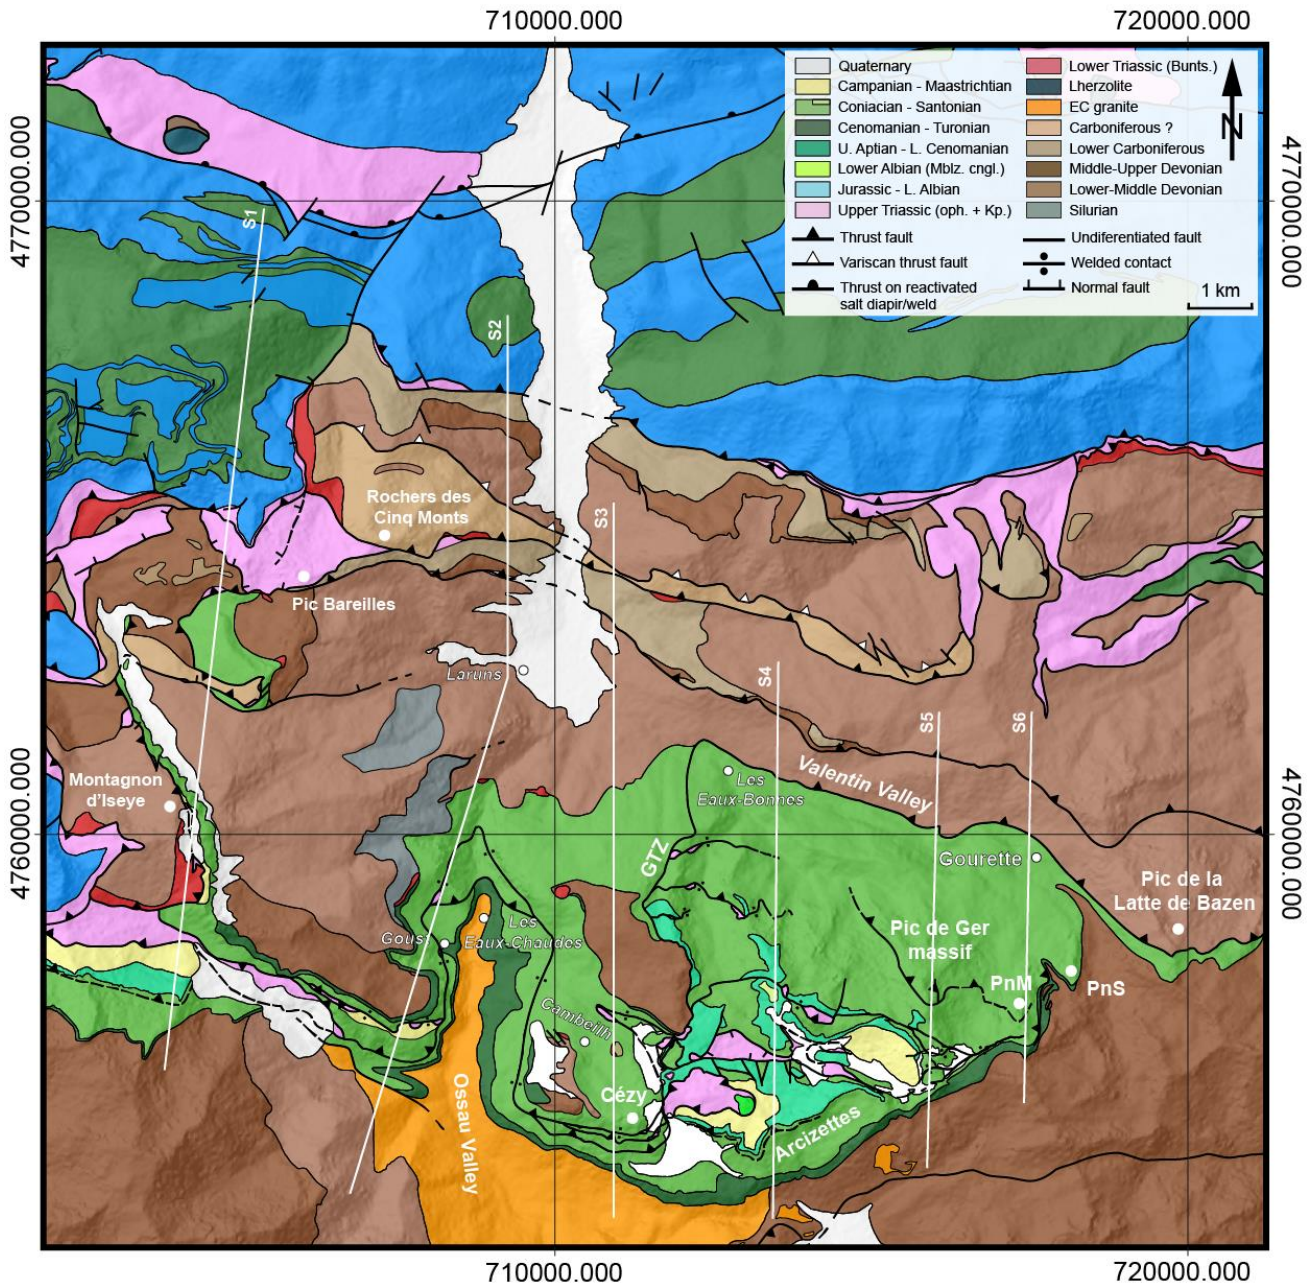 710000.000
720000.000
4770000.000
4770000.000
Quaternary
Campanian - Maastrichtian
Coniacian - Santonian
Cenomanian - Turonian
U. Aptian - L. Cenomanian
Lower Albian (Mblz. cngl.)
Jurassic - L. Albian
Upper Triassic (oph. + Kp.)
Lower Triassic (Bunts.)
Lherzolite
EC granite
Carboniferous ?
Lower Carboniferous
Middle-Upper Devonian
Lower-Middle Devonian
Silurian
Thrust fault
Variscan thrust fault
Thrust on reactivated
salt diapir/weld
Undiferentiated fault
Welded contact
Normal fault
N
1 km
S1
S2
S3
S4
S5
S6
Rochers des
Cinq Monts
Pic Bareilles
Laruns
Montagnon
d'Iseye
Les
Eaux-Bonnes
Valentin Valley
GTZ
Gourette
Pic de la
Latte de Bazen
Goust
Les
Eaux-Chaudes
Pic de Ger
massif
PnM
PnS
Cambeilh
Cézy
Arcizettes
Ossau Valley
4760000.000
4760000.000
710000.000
720000.000